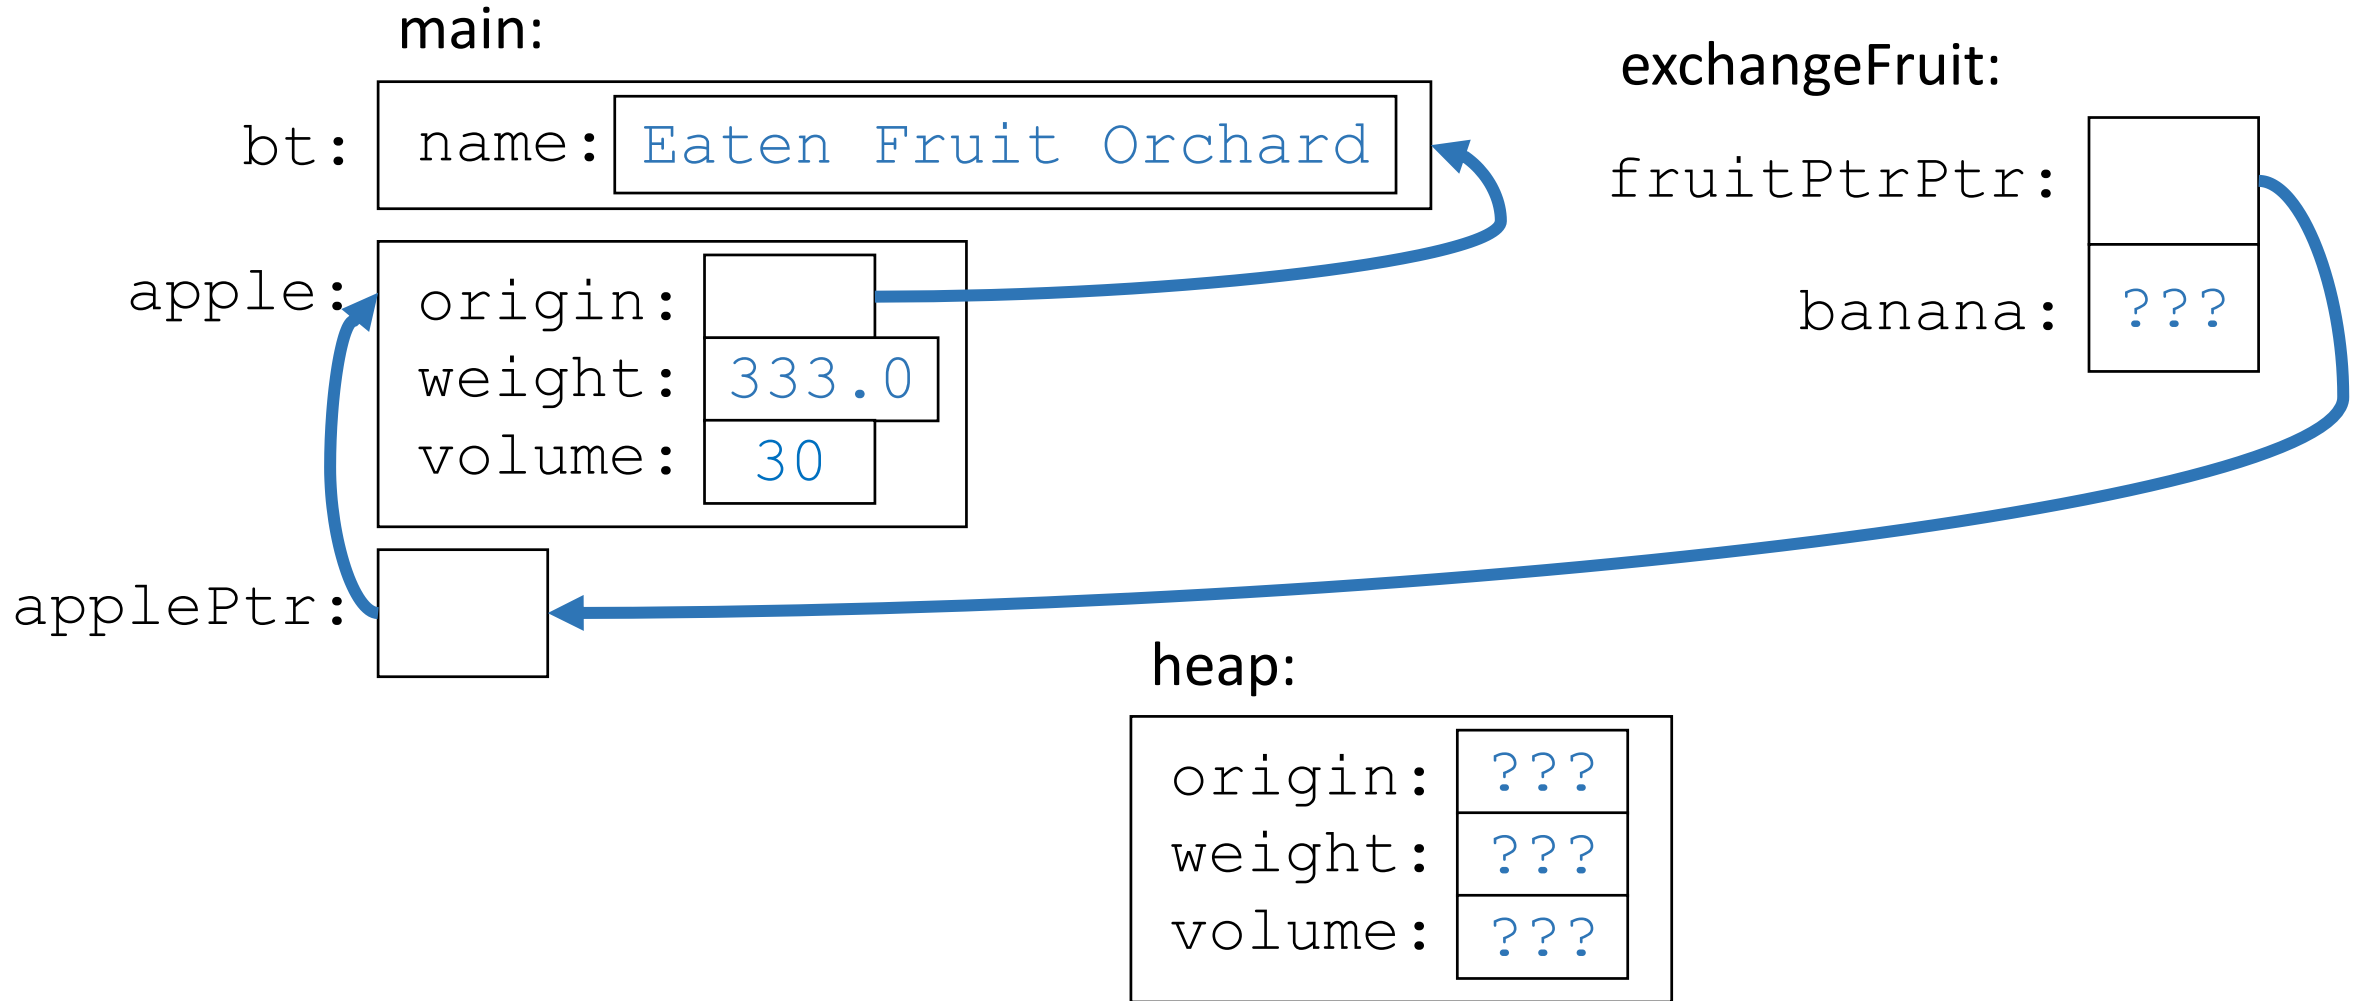 main:
bt: name: Eaten Fruit Orchard
apple: origin:
weight: 333.0
volume: 30
applePtr:
exchangeFruit:
fruitPtrPtr:
banana: ???
heap:
origin: ???
weight: ???
volume: ???